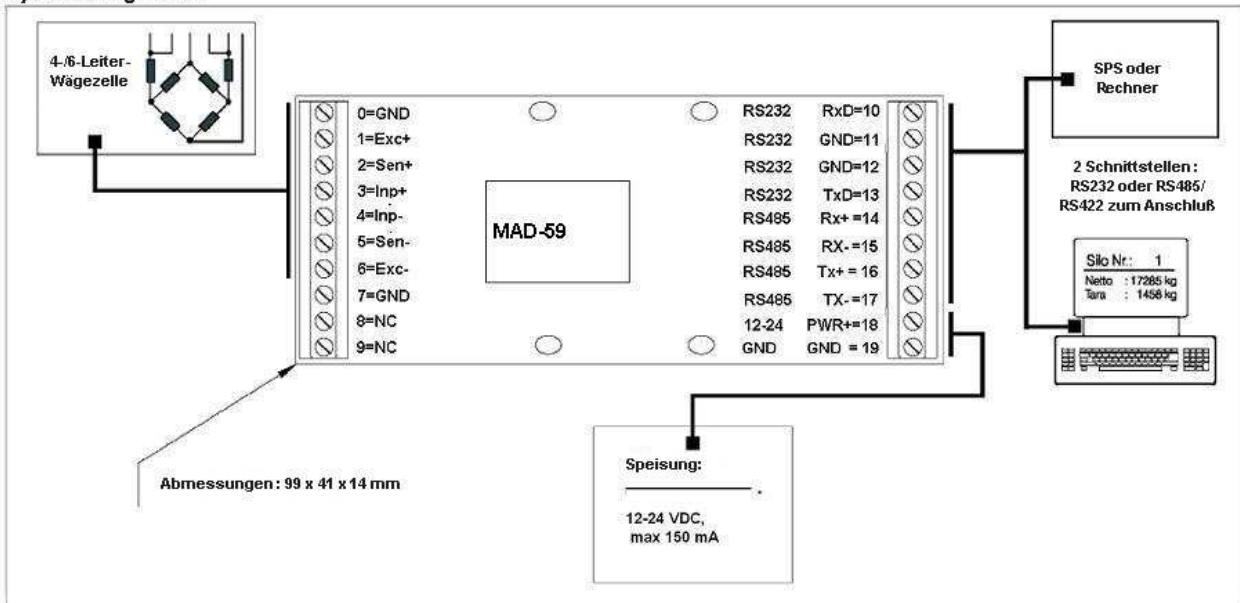 4-/6-Leiter-
Wägezelle
0=GND
1=Exc+
2=Sen+
3=Inp+
4=Inp-
5=Sen-
6=Exc-
7=GND
8=NC
9=NC
MAD-59
RS232 RxD=10
RS232 GND=11
RS232 GND=12
RS232 TxD=13
RS485 Rx+=14
RS485 RX-=15
RS485 Tx+ = 16
RS485 TX-=17
12-24 PWR+=18
GND GND = 19
SPS oder
Rechner
2 Schnittstellen :
RS232 oder RS485/
RS422 zum Anschluß
Silo Nr.: 1
Netto : 17285 kg
Tara : 1458 kg
Abmessungen : 99 x 41 x 14 mm
Speisung:
12-24 VDC,
max 150 mA